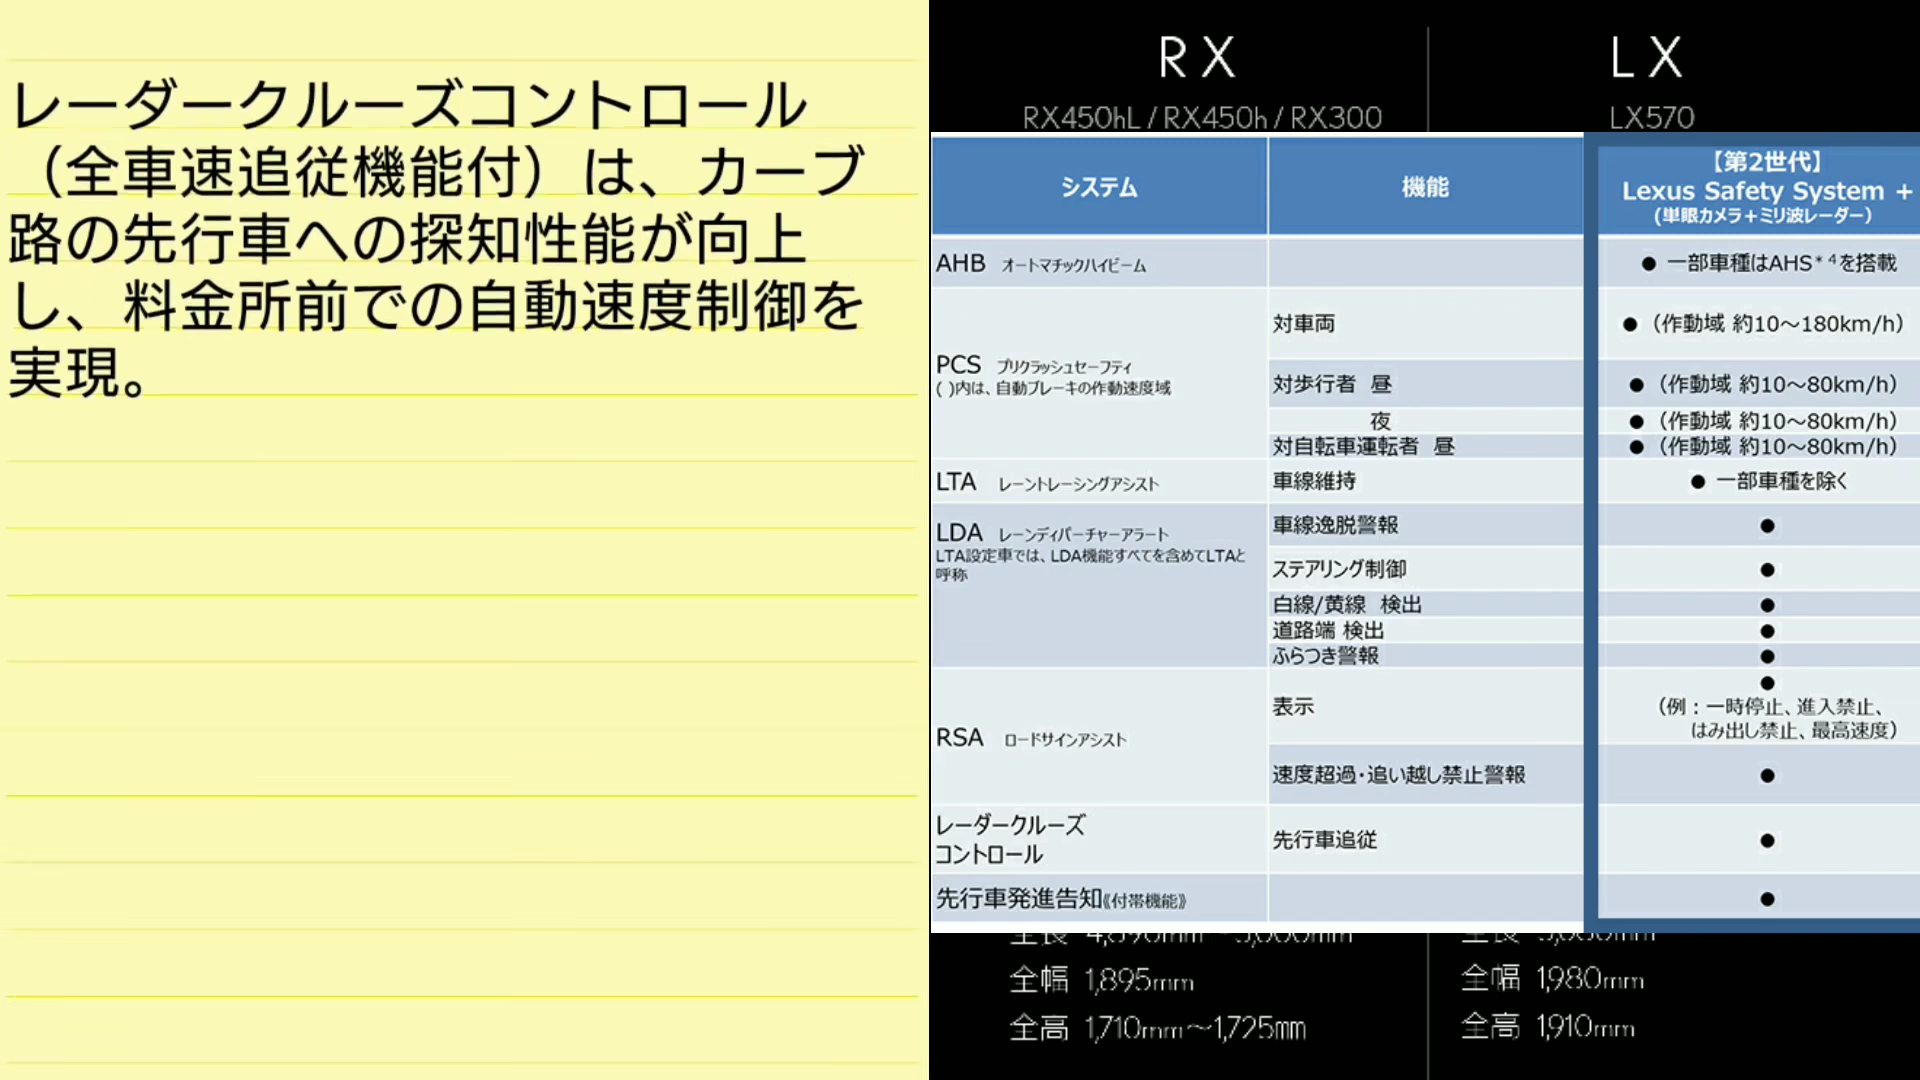 レーダークルーズコントロール
（全車速追従機能付）は、カーブ
路の先行車への探知性能が向上
し、料金所前での自動速度制御を
実現。
RX
RX450hL / RX450h / RX300
LX
LX570
システム
機能
【第2世代】
Lexus Safety System +
(単眼カメラ+ミリ波レーダー)
AHB オートマチックハイビーム
● 一部車種はAHS*4を搭載
PCS プリクラッシュセーフティ
( )内は、自動ブレーキの作動速度域
対車両
●（作動域 約10～180km/h）
対歩行者 昼
●（作動域 約10～80km/h）
夜
●（作動域 約10～80km/h）
対自転車運転者 昼
●（作動域 約10～80km/h）
LTA レーントレーシングアシスト
車線維持
● 一部車種を除く
LDA レーンディパーチャーアラート
LTA設定車では、LDA機能すべてを含めてLTAと
呼称
車線逸脱警報
●
ステアリング制御
●
白線/黄線 検出
●
道路端 検出
●
ふらつき警報
●
RSA ロードサインアシスト
表示
●
（例：一時停止、進入禁止、
はみ出し禁止、最高速度）
速度超過・追い越し禁止警報
●
レーダークルーズ
コントロール
先行車追従
●
先行車発進告知《付帯機能》
●
全幅 1,895mm
全高 1,710mm～1,725mm
全幅 1,980mm
全高 1,910mm